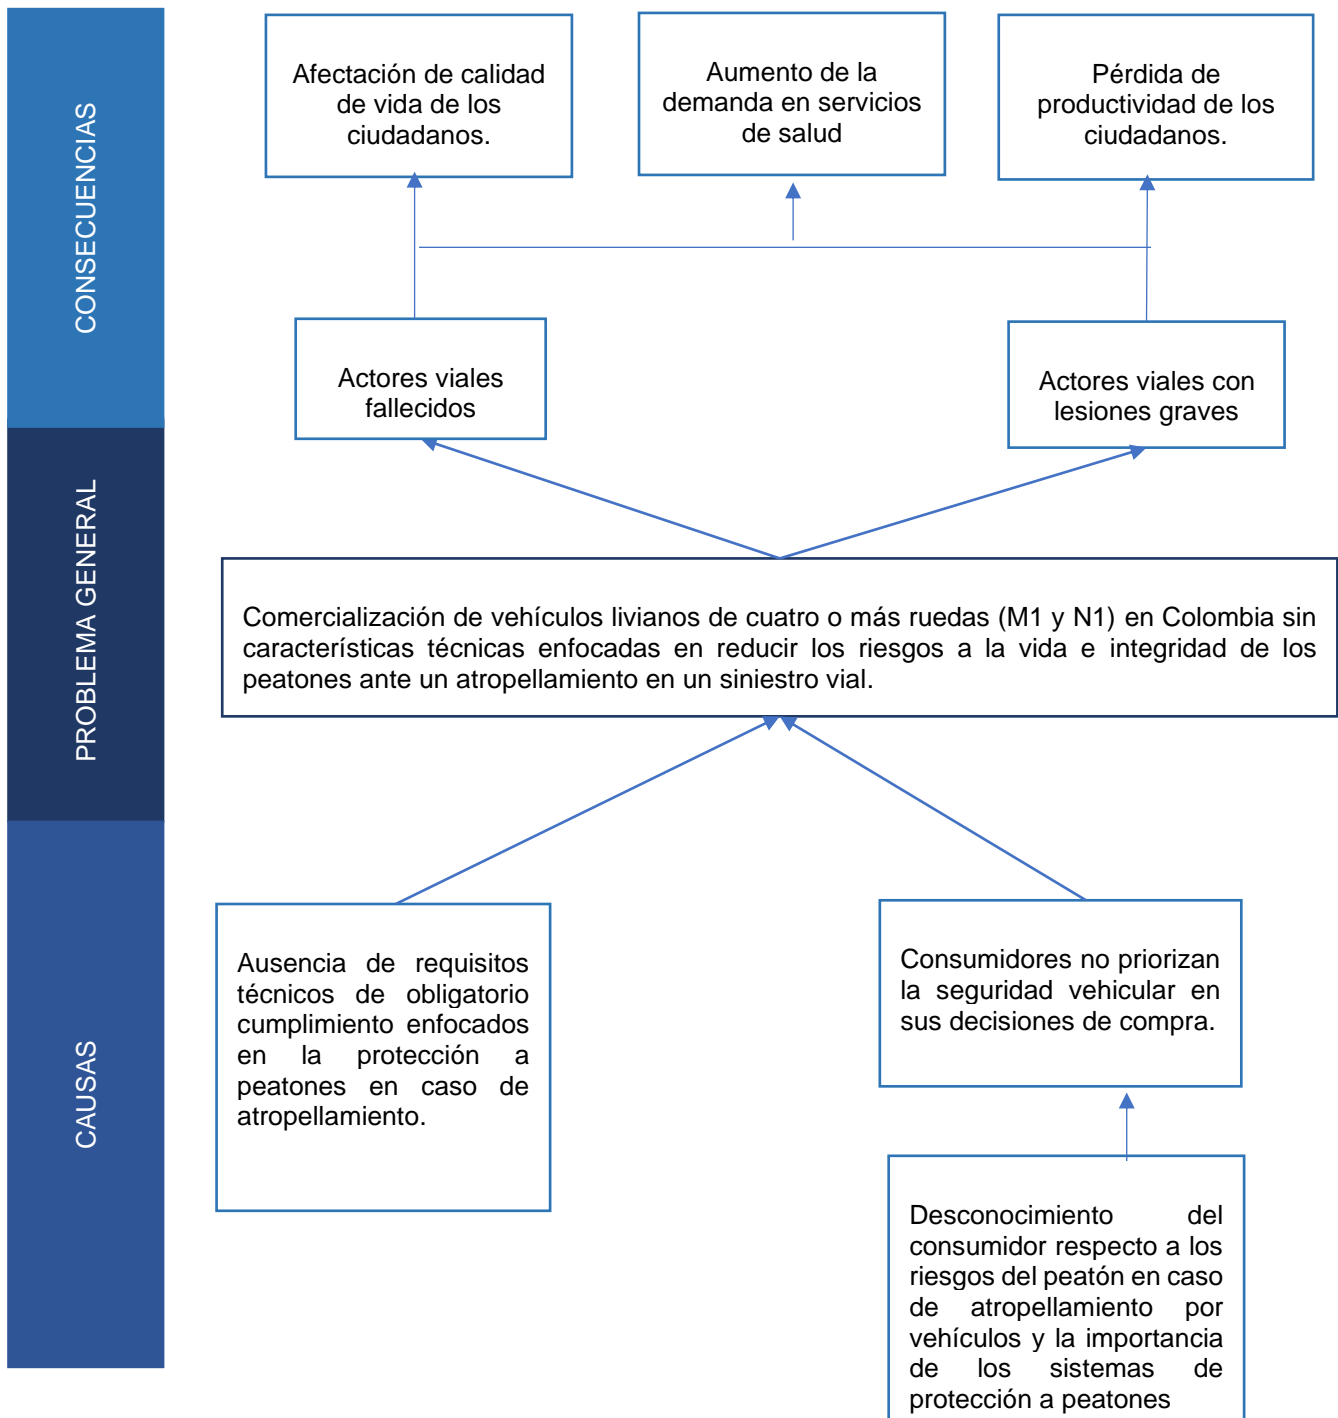 CONSECUENCIAS
Afectación de calidad
de vida de los
ciudadanos.
Aumento de la
demanda en servicios
de salud
Pérdida de
productividad de los
ciudadanos.
Actores viales
fallecidos
Actores viales con
lesiones graves
PROBLEMA GENERAL
Comercialización de vehículos livianos de cuatro o más ruedas (M1 y N1) en Colombia sin
características técnicas enfocadas en reducir los riesgos a la vida e integridad de los
peatones ante un atropellamiento en un siniestro vial.
CAUSAS
Ausencia de requisitos
técnicos de obligatorio
cumplimiento enfocados
en la protección a
peatones en caso de
atropellamiento.
Consumidores no priorizan
la seguridad vehicular en
sus decisiones de compra.
Desconocimiento del
consumidor respecto a los
riesgos del peatón en caso
de atropellamiento por
vehículos y la importancia
de los sistemas de
protección a peatones